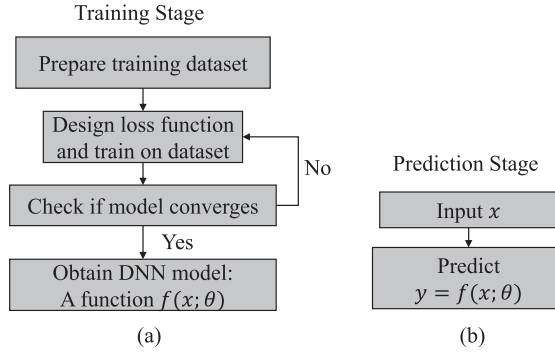 Training Stage
Prepare training dataset
Design loss function
and train on dataset
No
Check if model converges
Yes
Obtain DNN model:
A function f(x; θ)
(a)
Prediction Stage
Input x
Predict
y = f(x; θ)
(b)